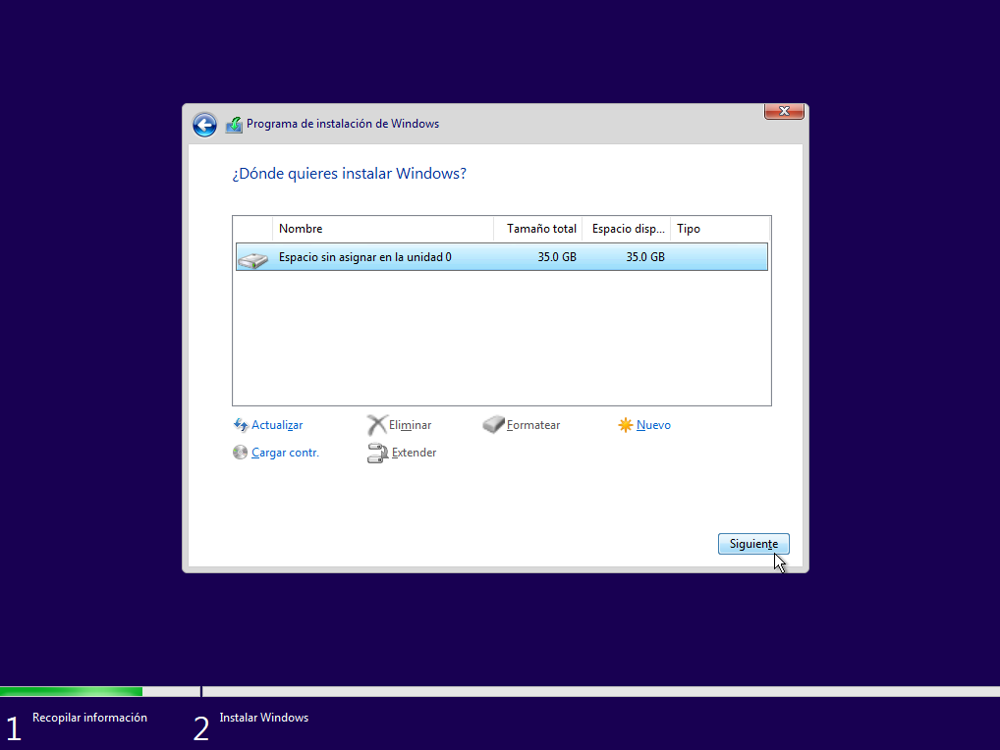 Programa de instalación de Windows
¿Dónde quieres instalar Windows?
Nombre Tamaño total Espacio disp... Tipo
Espacio sin asignar en la unidad 0 35.0 GB 35.0 GB
Actualizar Eliminar Formatear Nuevo
Cargar contr. Extender
Siguiente
1 Recopilar información 2 Instalar Windows